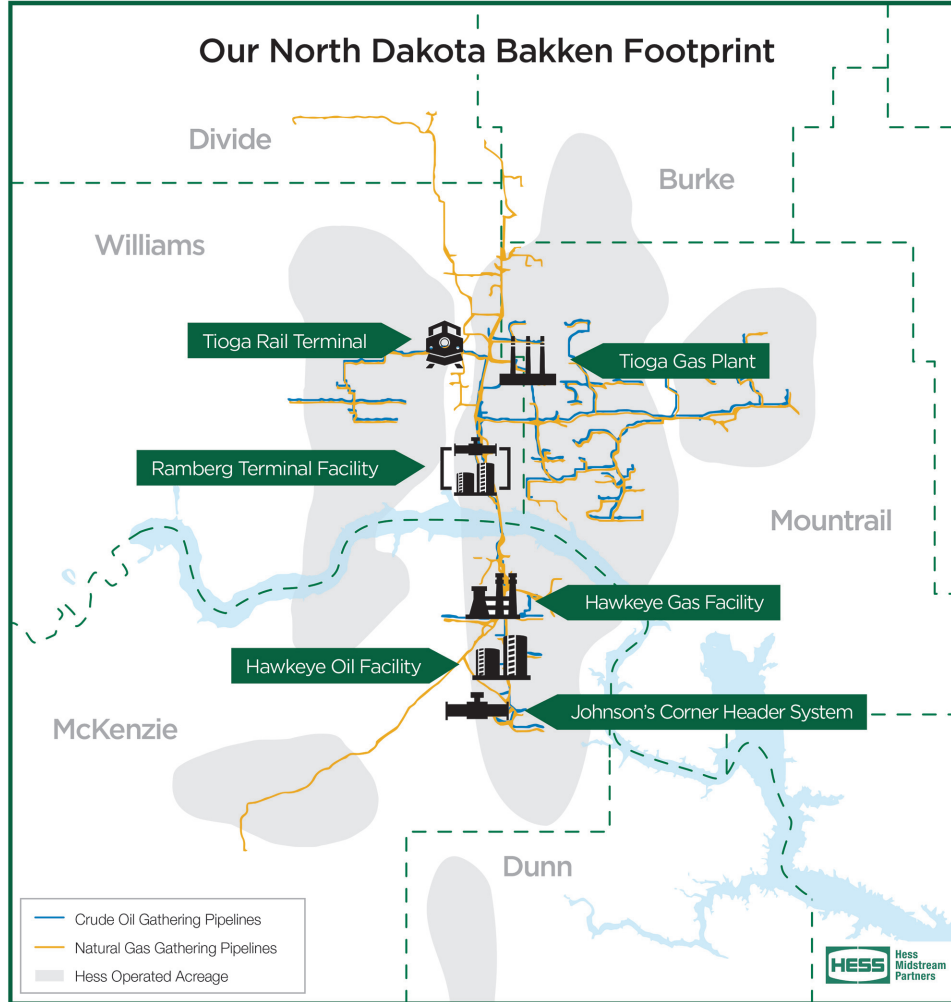 Our North Dakota Bakken Footprint
Divide
Burke
Williams
Tioga Rail Terminal
Tioga Gas Plant
Ramberg Terminal Facility
Mountrail
Hawkeye Gas Facility
Hawkeye Oil Facility
Johnson's Corner Header System
McKenzie
Dunn
Crude Oil Gathering Pipelines
Natural Gas Gathering Pipelines
Hess Operated Acreage
HESS
Hess
Midstream
Partners